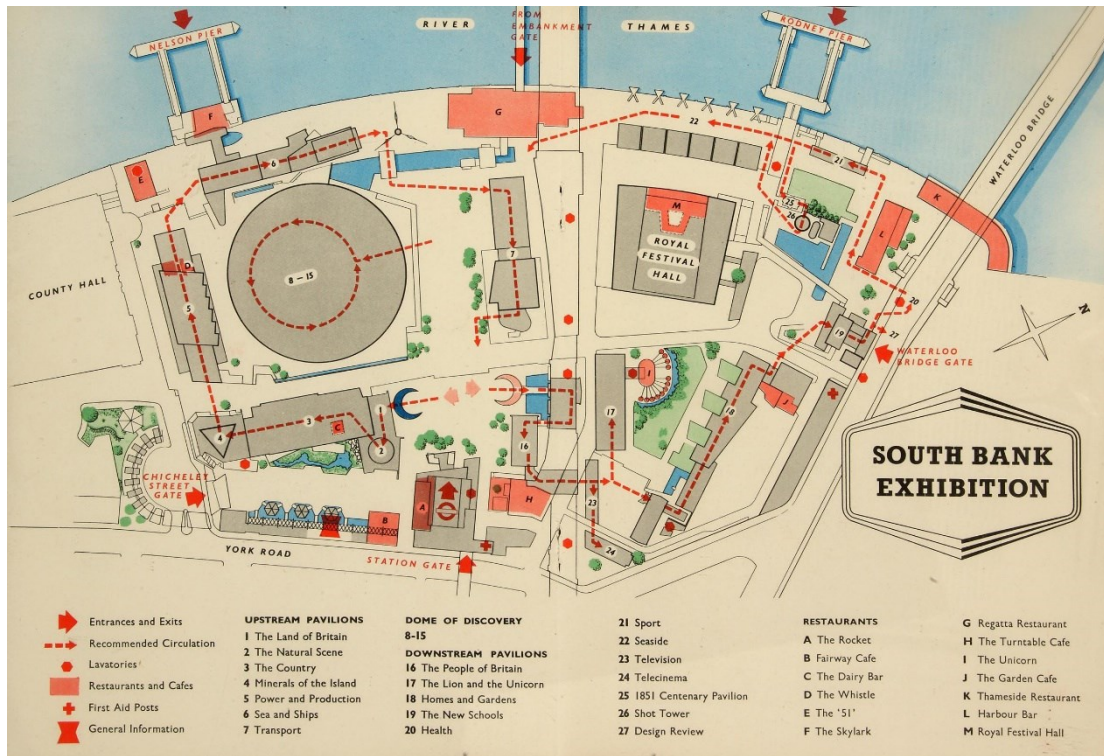 NELSON PIER
RIVER
FROM
EMBANKMENT
GATE
THAMES
RODNEY PIER
WATERLOO BRIDGE
F
G
6
E
22
21
25
26
K
L
M
ROYAL
FESTIVAL
HALL
COUNTY HALL
D
8 – 15
7
5
20
19
27
WATERLOO
BRIDGE GATE
N
4
3
C
1
2
I
J
17
18
16
CHICHELEY
STREET
GATE
A
B
H
23
24
YORK ROAD
STATION GATE
SOUTH BANK
EXHIBITION
Entrances and Exits
Recommended Circulation
Lavatories
Restaurants and Cafes
First Aid Posts
General Information
UPSTREAM PAVILIONS
1 The Land of Britain
2 The Natural Scene
3 The Country
4 Minerals of the Island
5 Power and Production
6 Sea and Ships
7 Transport
DOME OF DISCOVERY
8-15
DOWNSTREAM PAVILIONS
16 The People of Britain
17 The Lion and the Unicorn
18 Homes and Gardens
19 The New Schools
20 Health
21 Sport
22 Seaside
23 Television
24 Telecinema
25 1851 Centenary Pavilion
26 Shot Tower
27 Design Review
RESTAURANTS
A The Rocket
B Fairway Cafe
C The Dairy Bar
D The Whistle
E The '51'
F The Skylark
G Regatta Restaurant
H The Turntable Cafe
I The Unicorn
J The Garden Cafe
K Thameside Restaurant
L Harbour Bar
M Royal Festival Hall